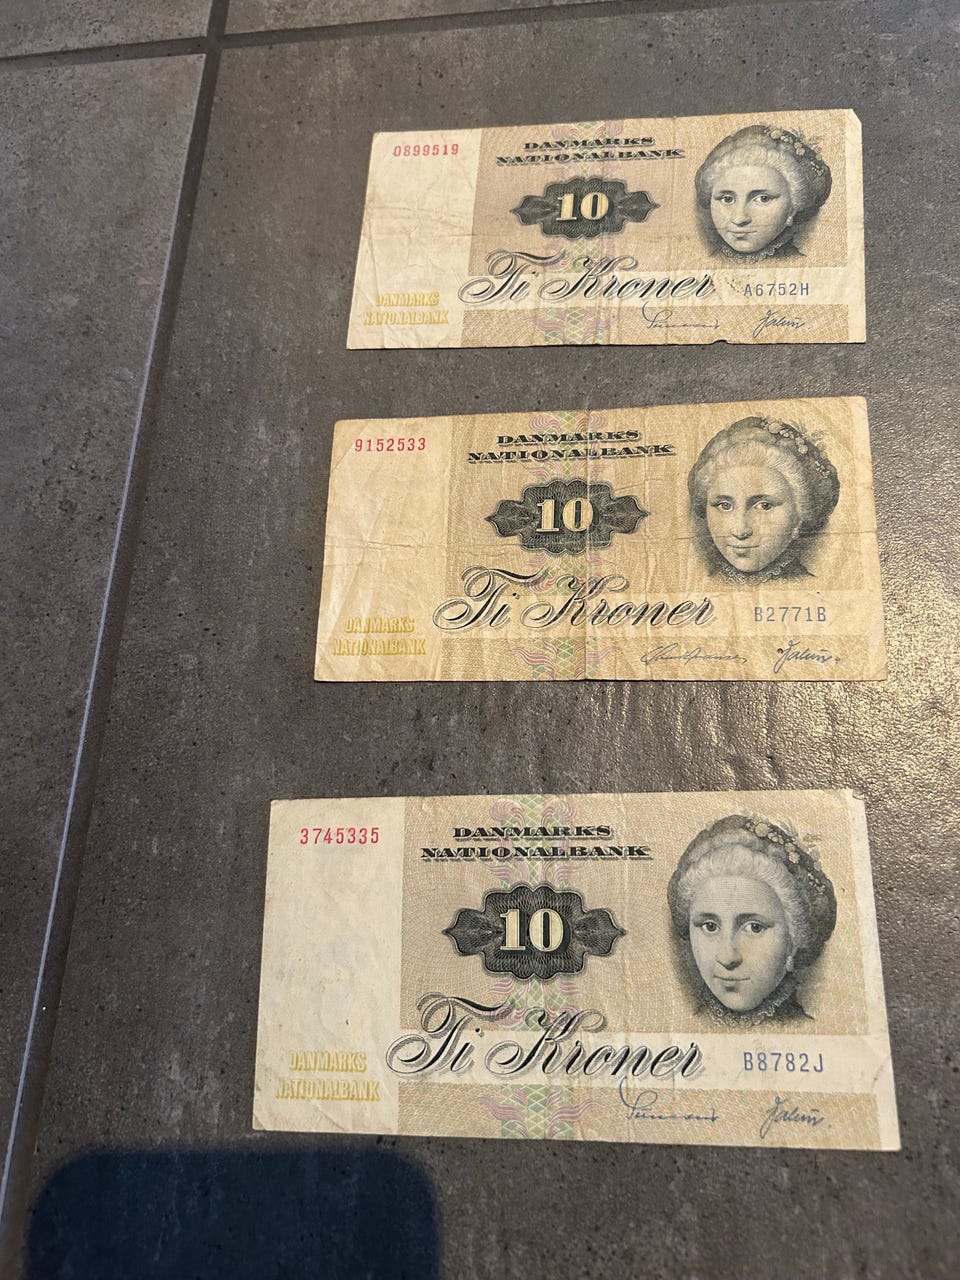 0899519
DANMARKS
NATIONALBANK
10
Ti Kroner
A6752H
DANMARKS
NATIONALBANK
9152533
DANMARKS
NATIONALBANK
10
Ti Kroner
B2771B
DANMARKS
NATIONALBANK
3745335
DANMARKS
NATIONALBANK
10
Ti Kroner
B8782J
DANMARKS
NATIONALBANK